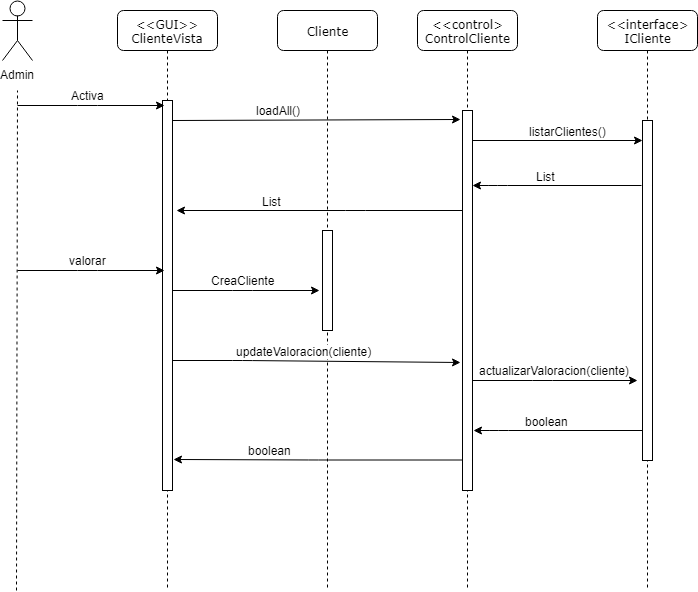 <<GUI>>
ClienteVista
Cliente
<<control>
ControlCliente
<<interface>
ICliente
Admin
Activa
loadAll()
listarClientes()
List
List
valorar
CreaCliente
updateValoracion(cliente)
actualizarValoracion(cliente)
boolean
boolean